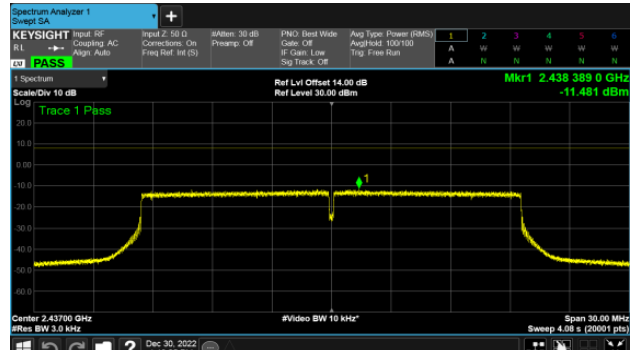 Spectrum Analyzer 1
Swept SA
+
KEYSIGHT Input: RF Input Z: 50 Ω #Atten: 30 dB PNO: Best Wide Avg Type: Power (RMS) 1 2 3 4 5 6
RL Coupling: AC Corrections: On Preamp: Off Gate: Off Avg|Hold: 100/100 A W W W W W
Align: Auto Freq Ref: Int (S) IF Gain: Low Trig: Free Run
LXI PASS Sig Track: Off A N N N N N
1 Spectrum
Ref Lvl Offset 14.00 dB Mkr1 2.438 389 0 GHz
Scale/Div 10 dB Ref Level 30.00 dBm -11.481 dBm
Log Trace 1 Pass
20.0
10.0
0.00
1
-10.0
-20.0
-30.0
-40.0
-50.0
-60.0
Center 2.43700 GHz #Video BW 10 kHz* Span 30.00 MHz
#Res BW 3.0 kHz Sweep 4.08 s (20001 pts)
? Dec 30, 2022